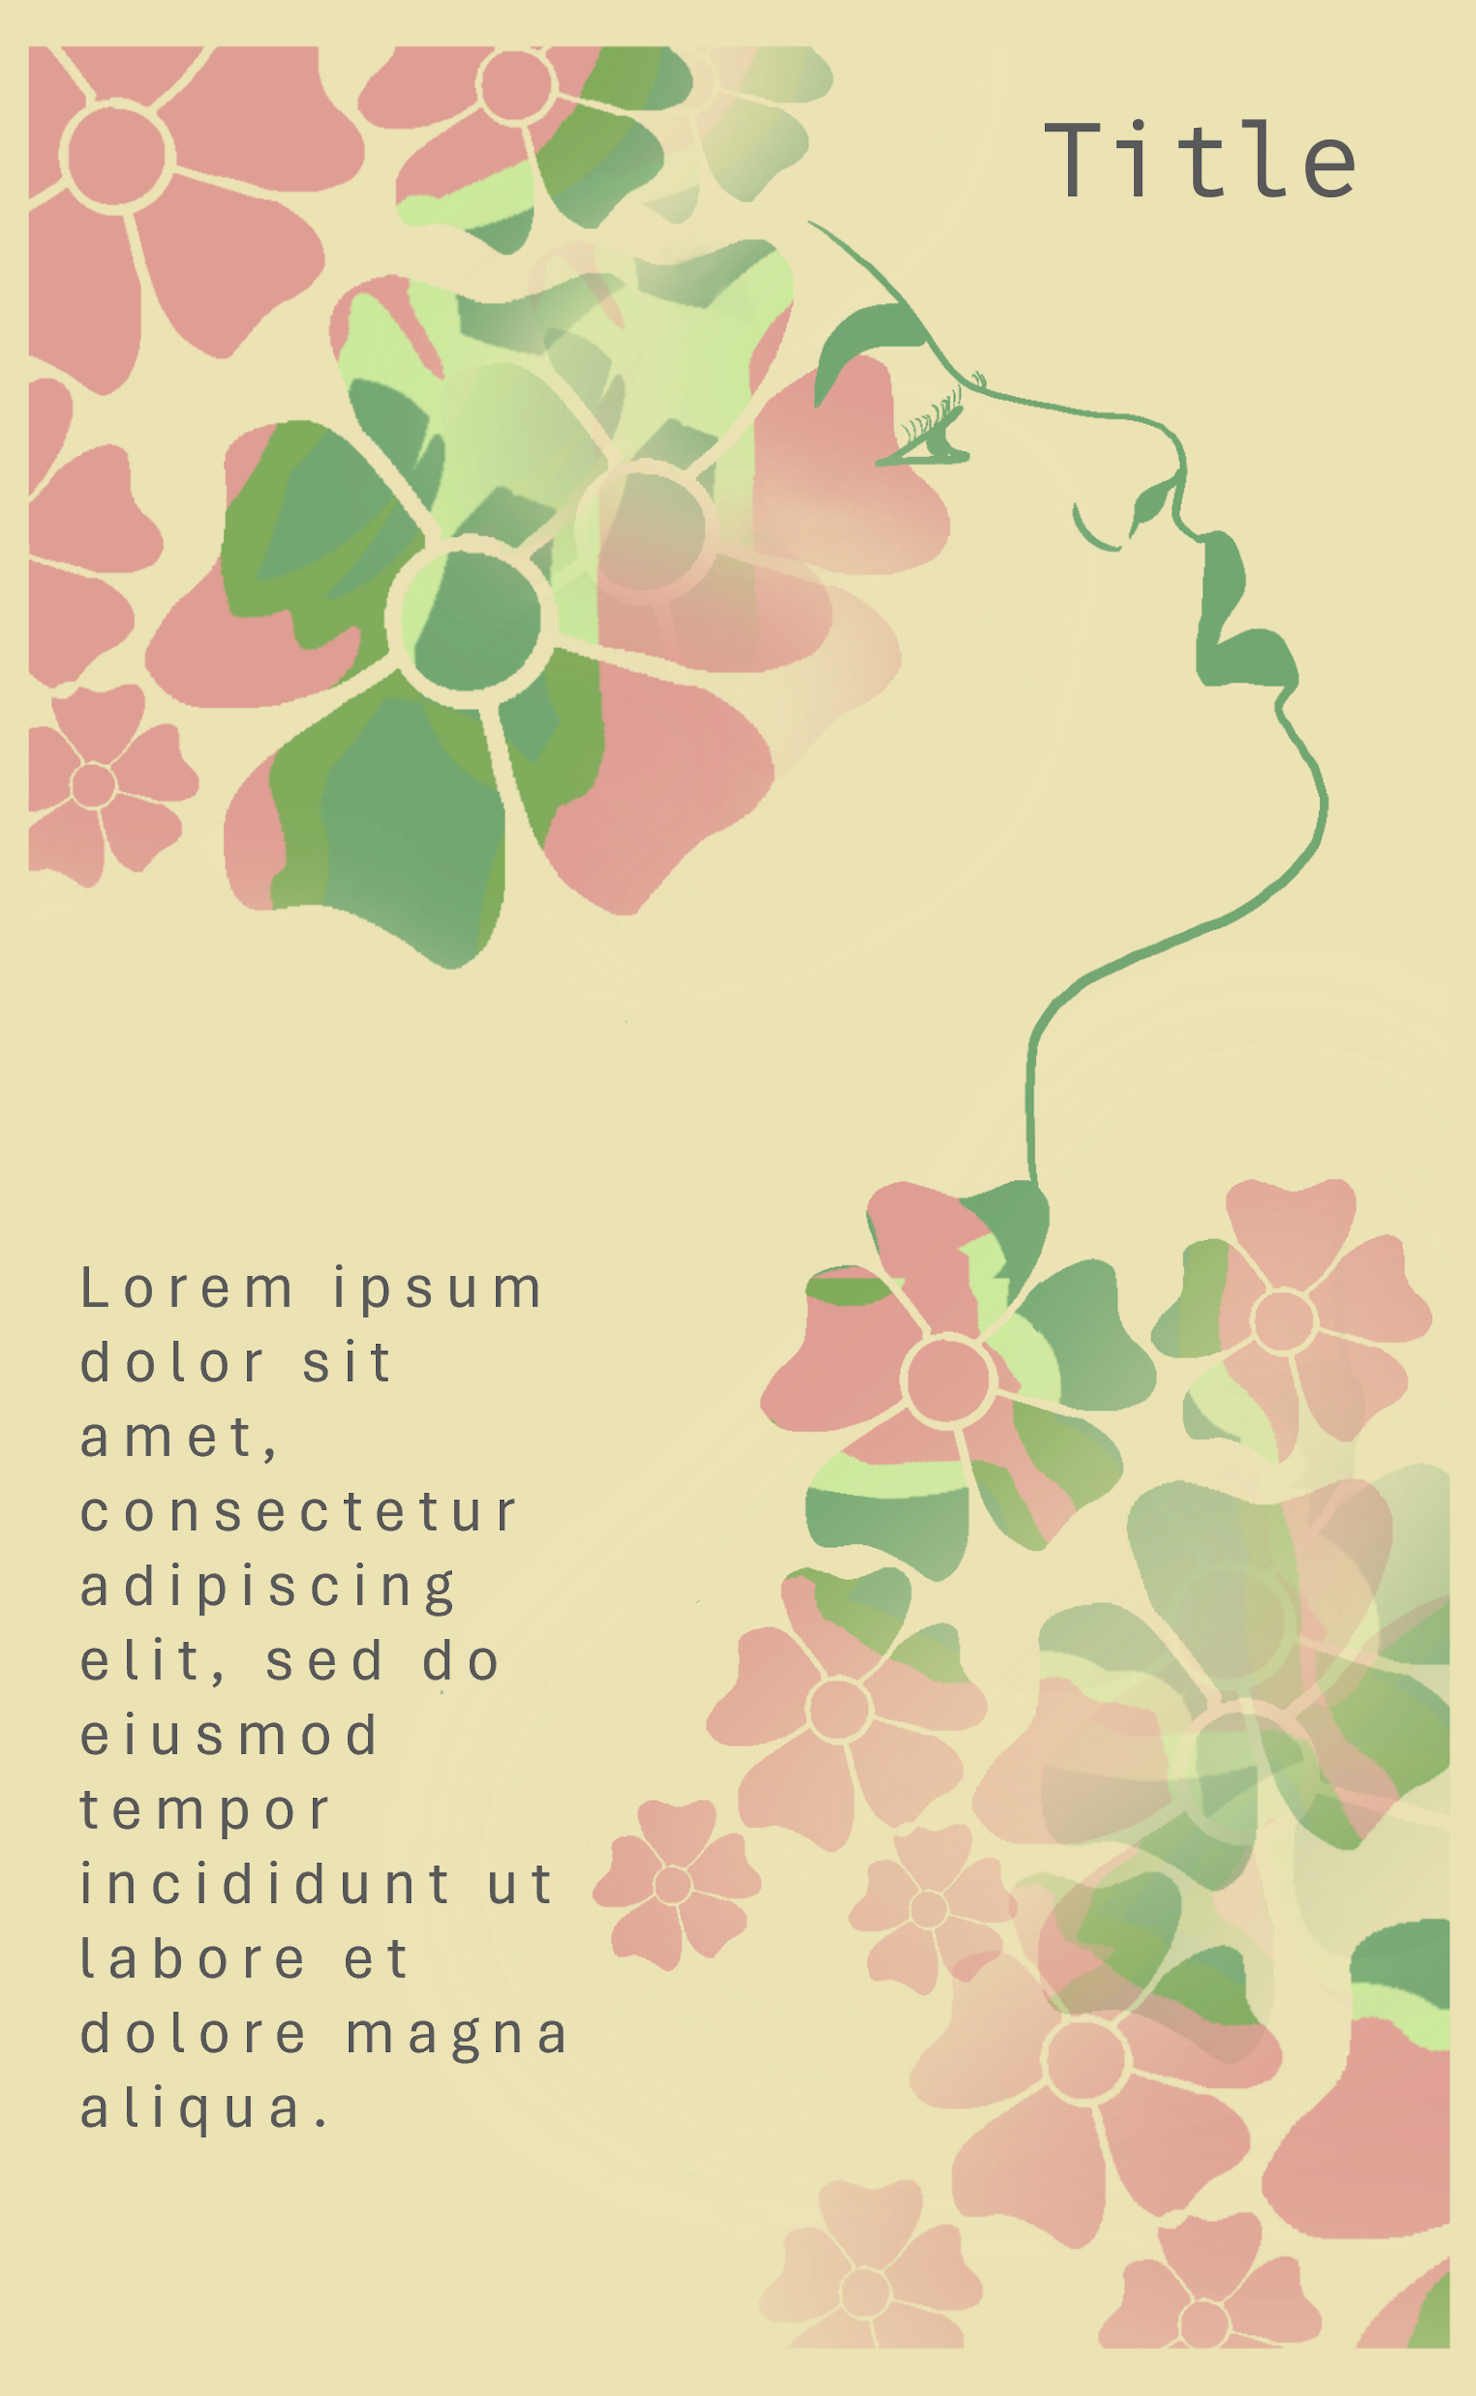 Title
Lorem ipsum
dolor sit
amet,
consectetur
adipiscing
elit, sed do
eiusmod
tempor
incididunt ut
labore et
dolore magna
aliqua.